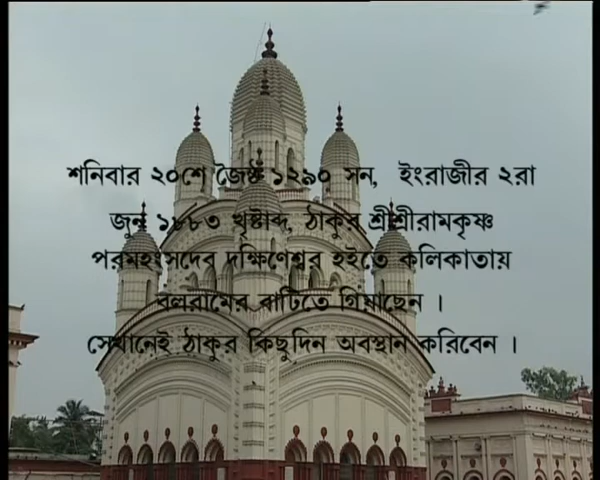 শনিবার ২০শে জৈষ্ঠ ১২৯০ সন, ইংরাজীর ২রা
জুন ১৮৮৩ খৃষ্টাব্দ, ঠাকুর শ্রীশ্রীরামকৃষ্ণ
পরমহংসদেব দক্ষিণেশ্বর হইতে কলিকাতায়
বলরামের বাটিতে গিয়াছেন ।
সেখানেই ঠাকুর কিছুদিন অবস্থান করিবেন ।